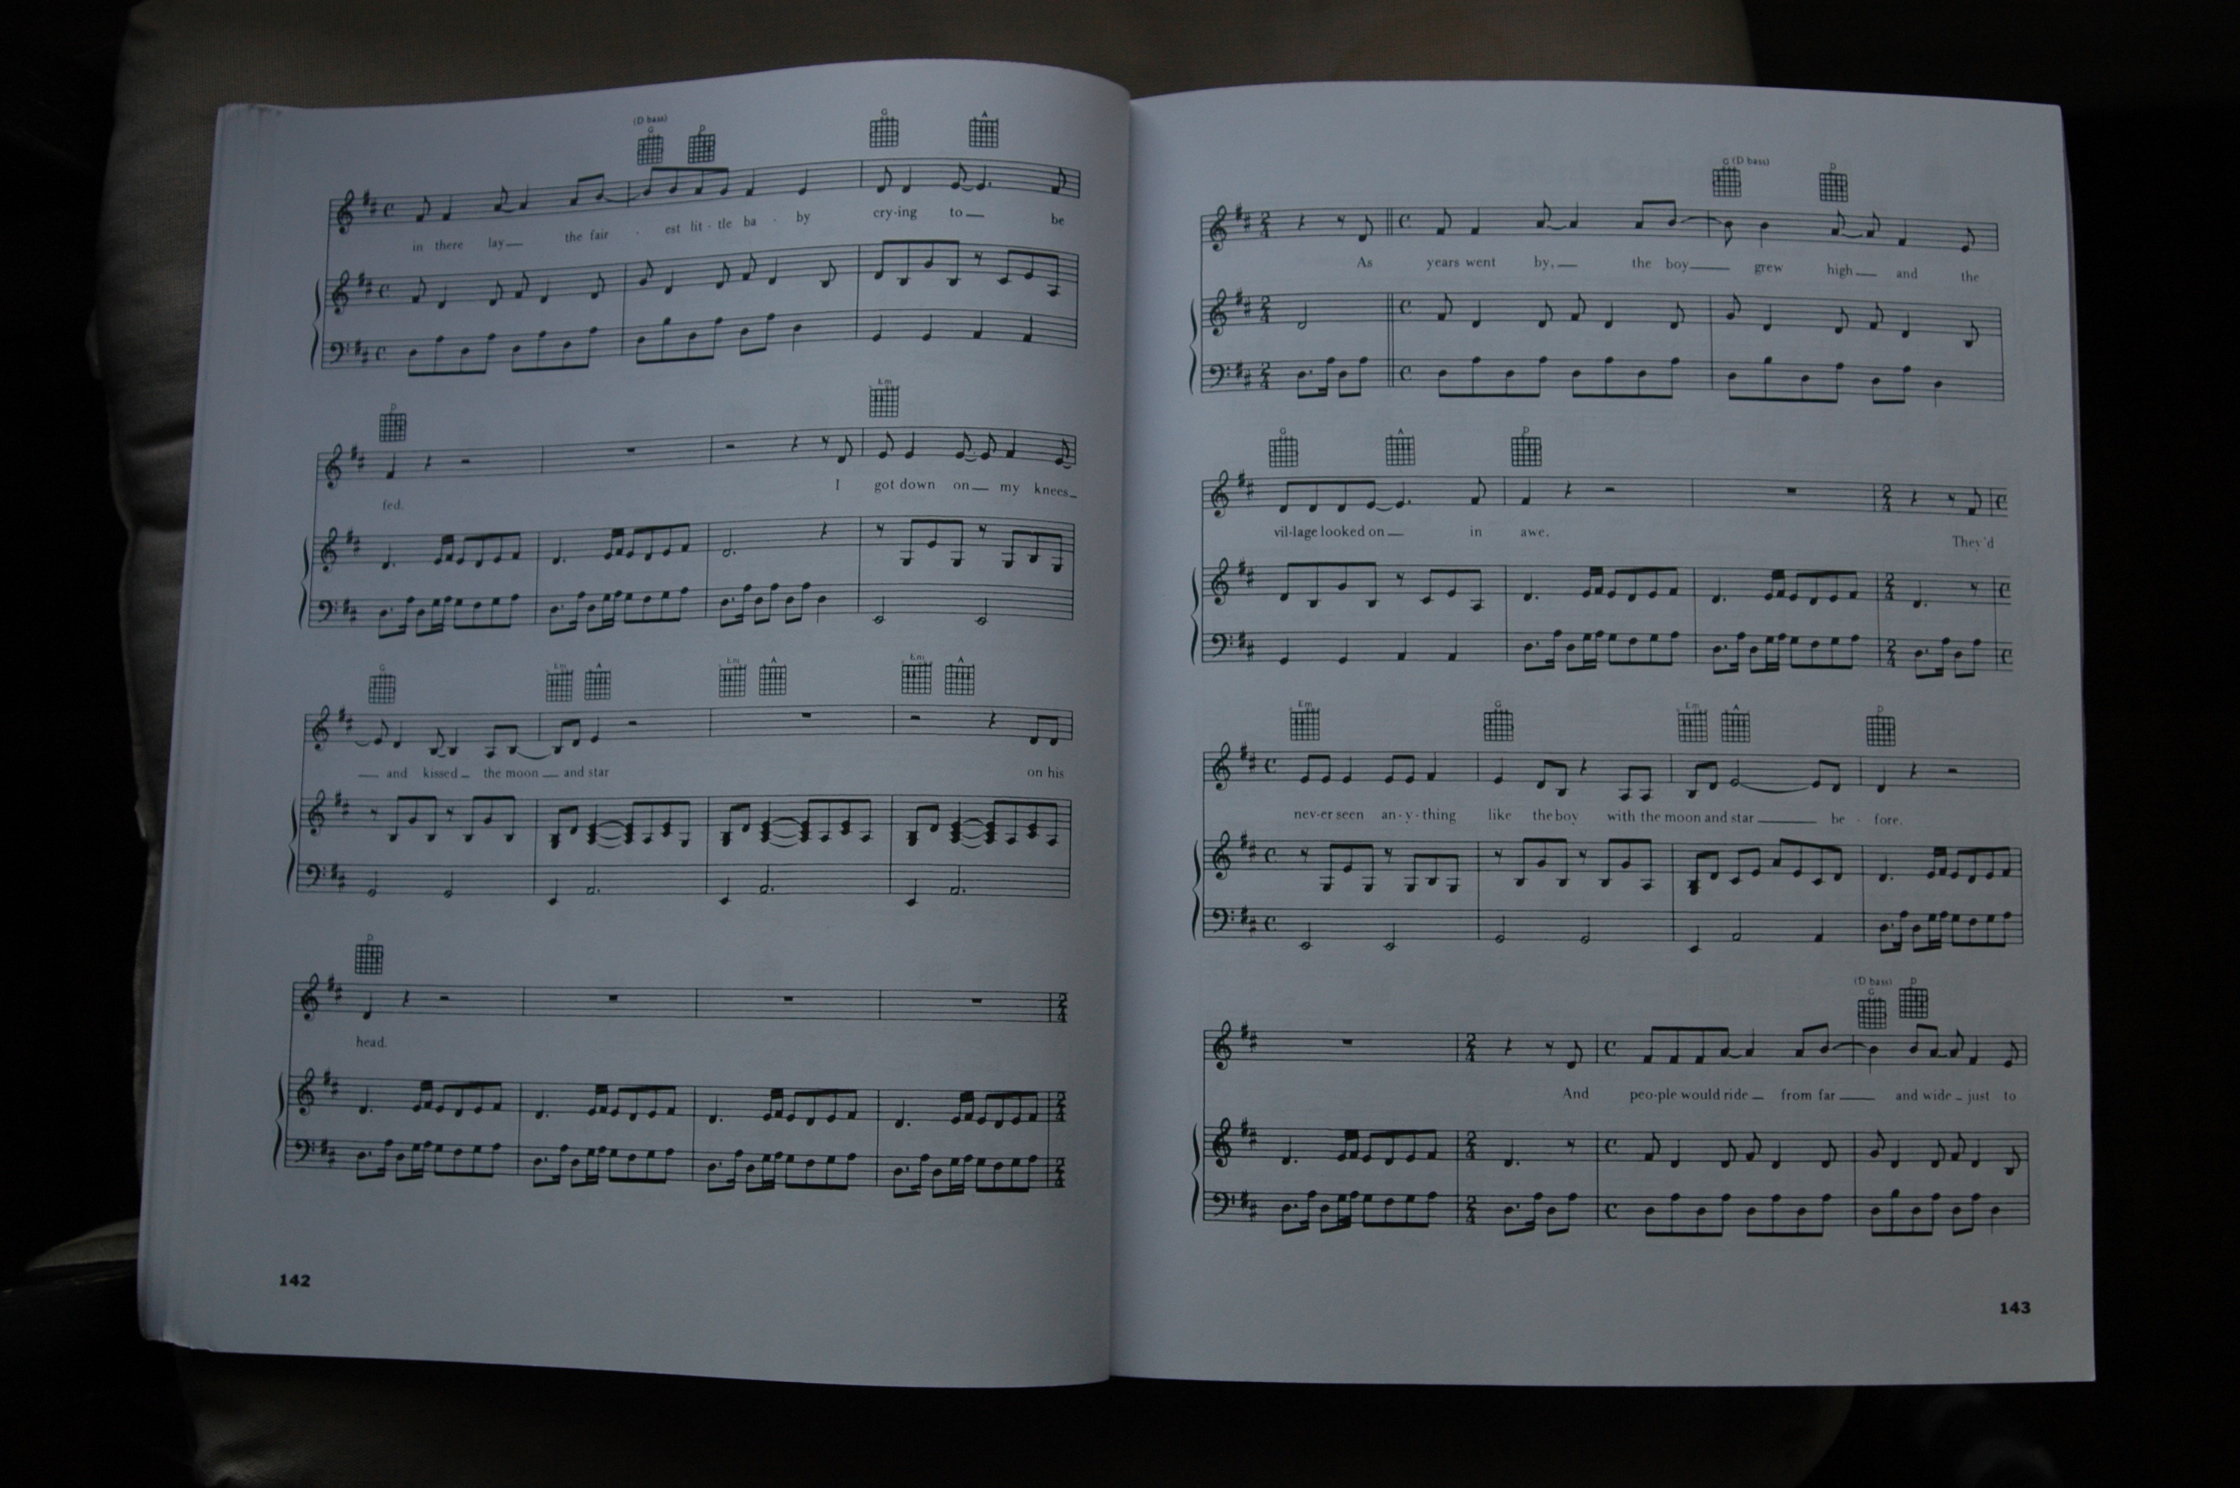 (D bass)
G D G A
in there lay the fair - est lit - tle ba - by cry-ing to be
D Em
fed. I got down on my knees
G Em A Em A Em A
and kissed the moon and star on his
D
head.
142
G (D bass) D
As years went by, the boy grew high and the
G A D
vil-lage looked on in awe. They'd
Em G Em A D
nev-er seen an-y-thing like the boy with the moon and star be - fore.
(D bass)
G D
And peo-ple would ride from far and wide just to
143